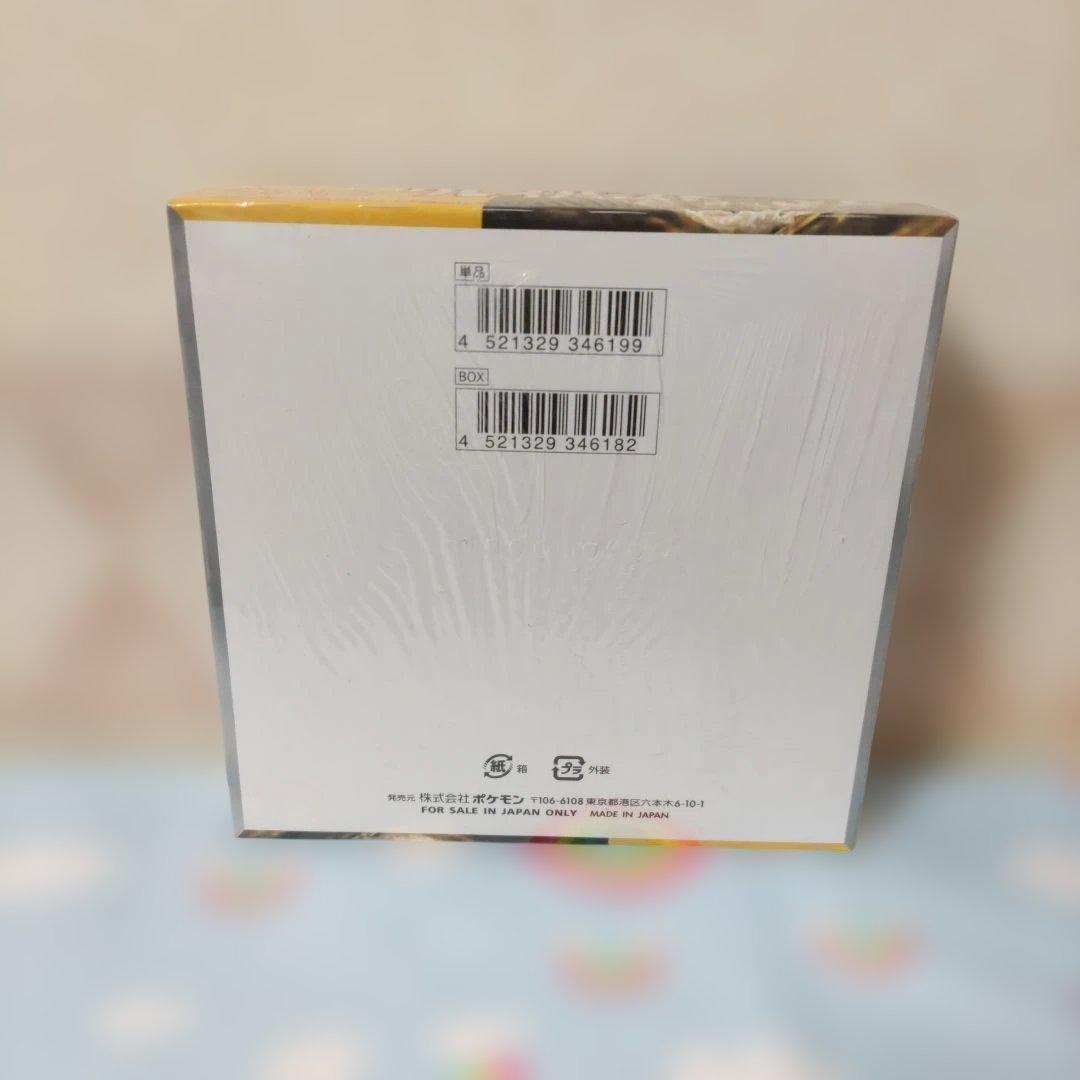 単品
4 521329 346199
BOX
4 521329 346182
紙 箱 プラ 外装
発売元 株式会社 ポケモン 〒106-6108 東京都港区六本木6-10-1
FOR SALE IN JAPAN ONLY MADE IN JAPAN